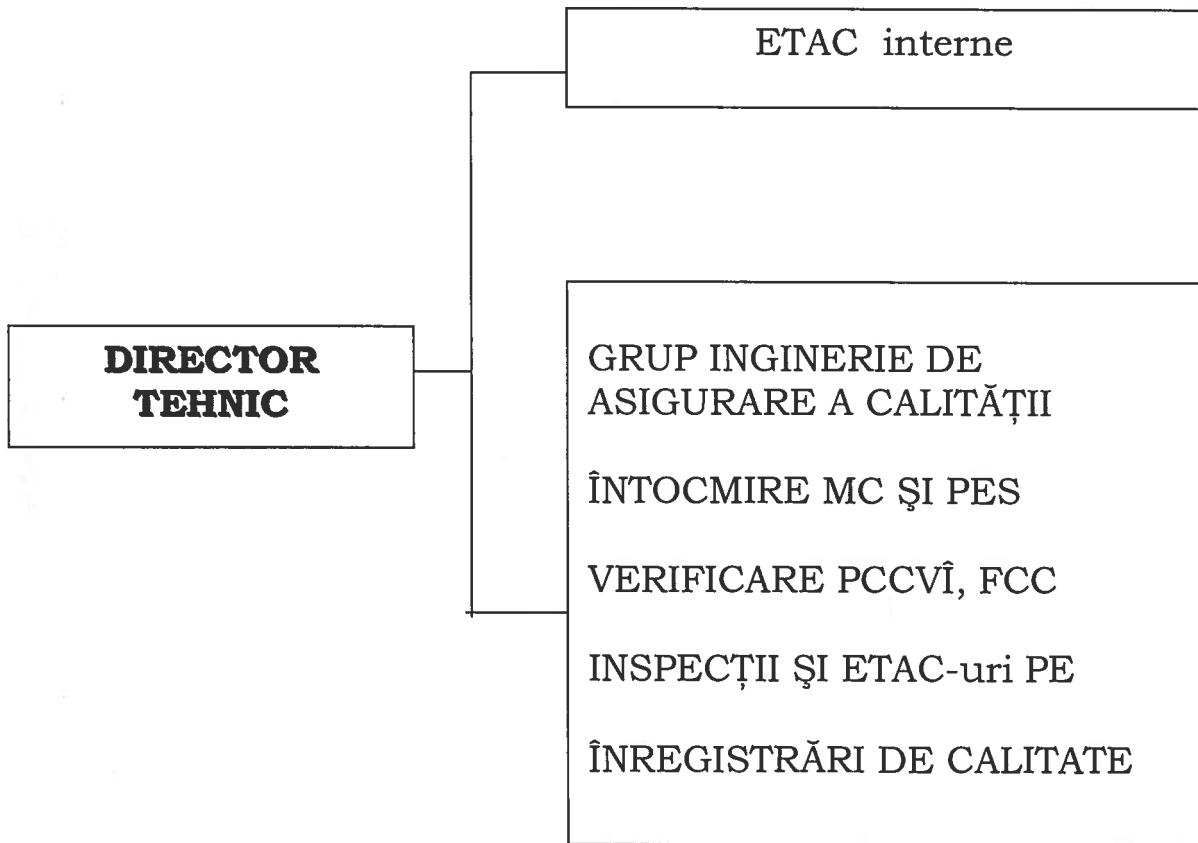 ETAC interne
DIRECTOR
TEHNIC
GRUP INGINERIE DE
ASIGURARE A CALITĂȚII
ÎNTOCMIRE MC ŞI PES
VERIFICARE PCCVÎ, FCC
INSPECȚII ŞI ETAC-uri PE
ÎNREGISTRĂRI DE CALITATE